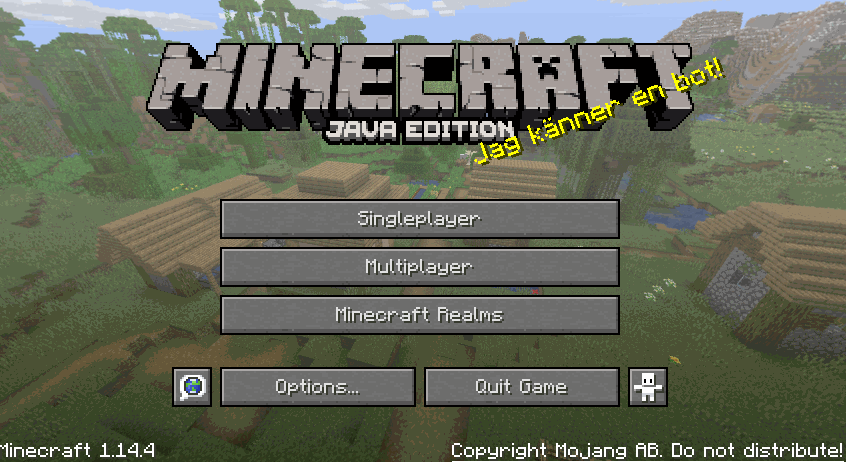 MINECRAFT
JAVA EDITION
Jag känner en bot!
Singleplayer
Multiplayer
Minecraft Realms
Options...
Quit Game
Minecraft 1.14.4
Copyright Mojang AB. Do not distribute!